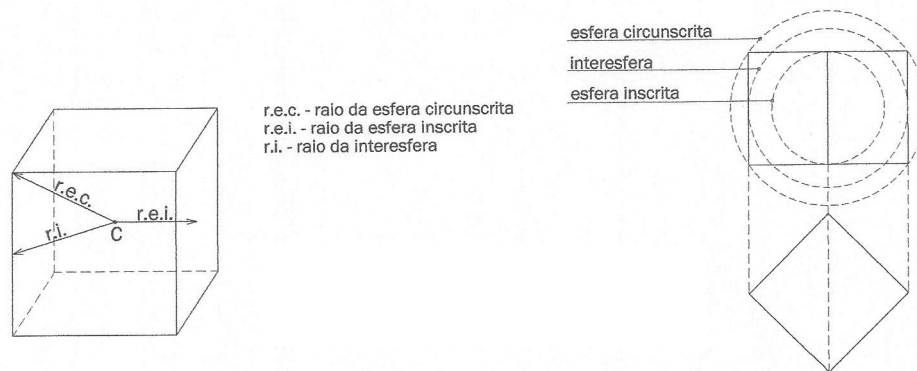 esfera circunscrita
interesfera
esfera inscrita
r.e.c. - raio da esfera circunscrita
r.e.i. - raio da esfera inscrita
r.i. - raio da interesfera
r.e.c.
r.e.i.
r.i.
C